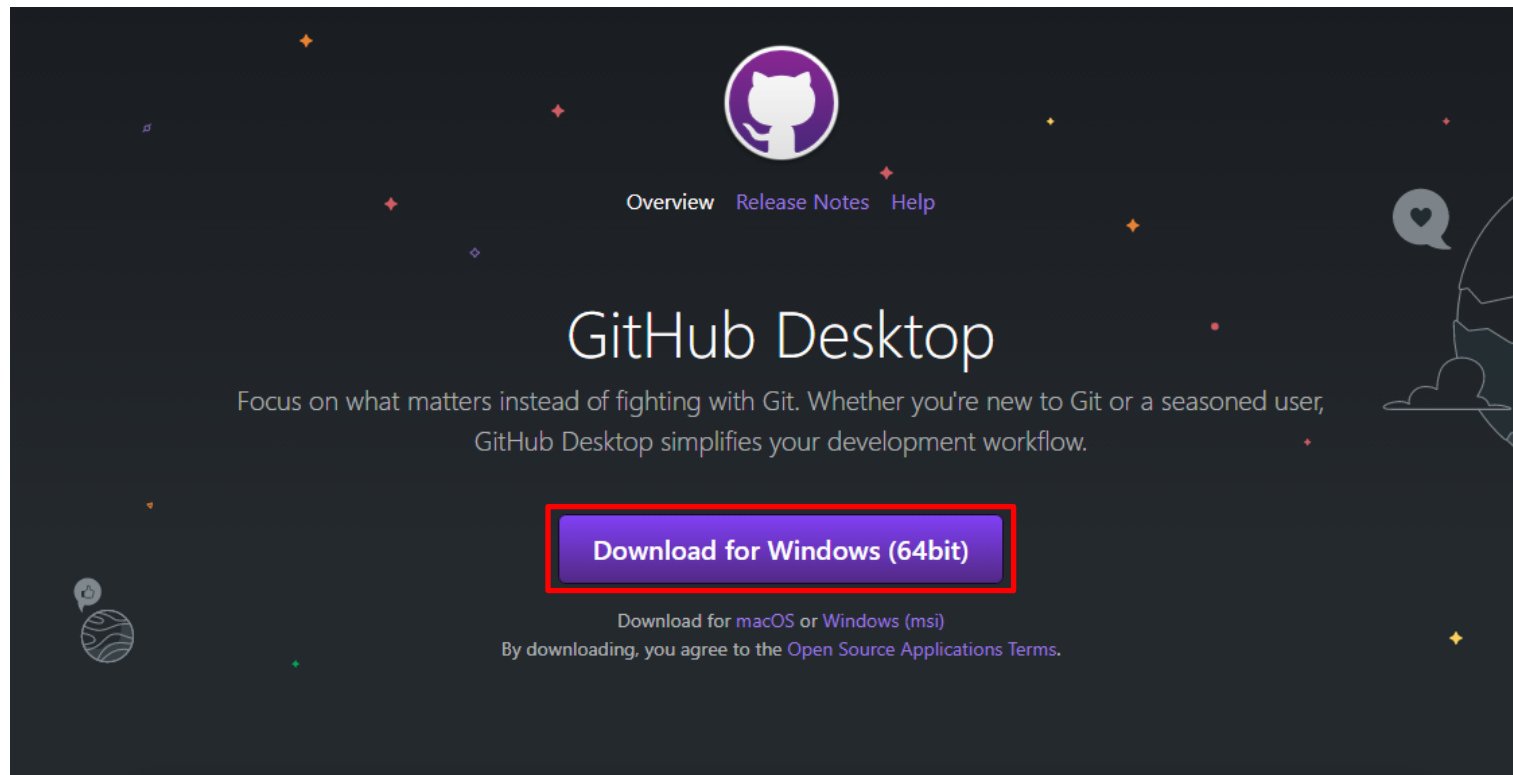 Overview Release Notes Help
GitHub Desktop
Focus on what matters instead of fighting with Git. Whether you're new to Git or a seasoned user,
GitHub Desktop simplifies your development workflow.
Download for Windows (64bit)
Download for macOS or Windows (msi)
By downloading, you agree to the Open Source Applications Terms.